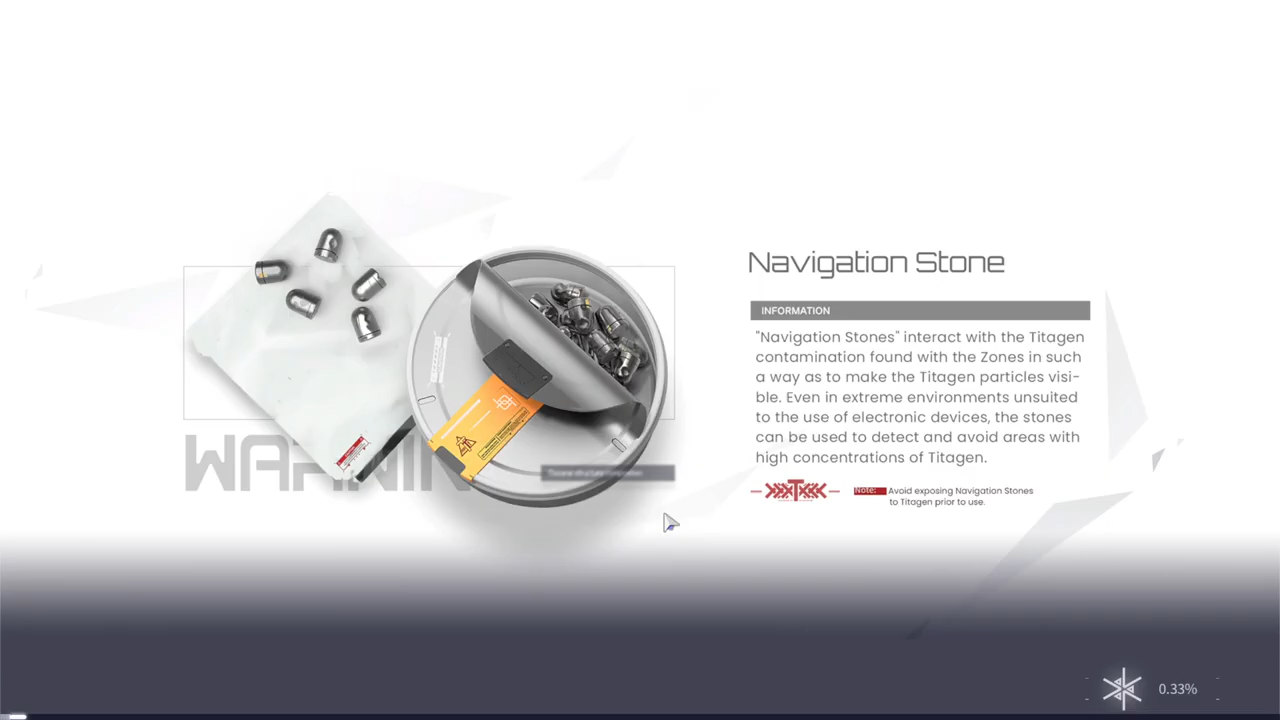 Navigation Stone
INFORMATION
"Navigation Stones" interact with the Titagen
contamination found with the Zones in such
a way as to make the Titagen particles visi-
ble. Even in extreme environments unsuited
to the use of electronic devices, the stones
can be used to detect and avoid areas with
high concentrations of Titagen.
Note: Avoid exposing Navigation Stones
to Titagen prior to use.
0.33%